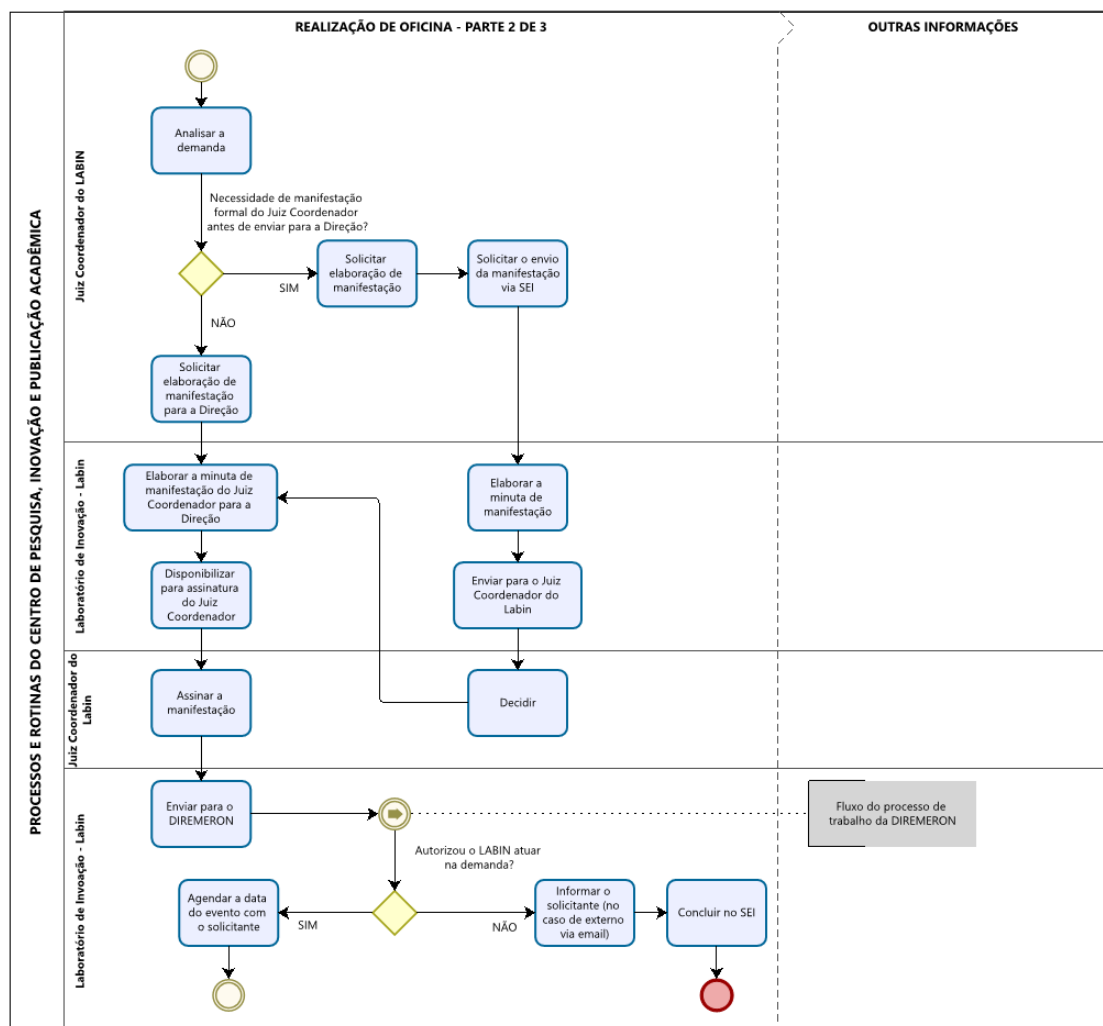 REALIZAÇÃO DE OFICINA - PARTE 2 DE 3
OUTRAS INFORMAÇÕES
PROCESSOS E ROTINAS DO CENTRO DE PESQUISA, INOVAÇÃO E PUBLICAÇÃO ACADÊMICA
Juiz Coordenador do LABIN
Analisar a
demanda
Necessidade de manifestação
formal do Juiz Coordenador
antes de enviar para a Direção?
SIM
Solicitar
elaboração de
manifestação
Solicitar o envio
da manifestação
via SEI
NÃO
Solicitar
elaboração de
manifestação
para a Direção
Laboratório de Inovação - Labin
Elaborar a minuta de
manifestação do Juiz
Coordenador para a
Direção
Elaborar a
minuta de
manifestação
Disponibilizar
para assinatura
do Juiz
Coordenador
Enviar para o Juiz
Coordenador do
Labin
Juiz Coordenador do
Labin
Assinar a
manifestação
Decidir
Laboratório de Invoação - Labin
Enviar para o
DIREMERON
Fluxo do processo de
trabalho da DIREMERON
Autorizou o LABIN atuar
na demanda?
Agendar a data
do evento com
o solicitante
SIM
NÃO
Informar o
solicitante (no
caso de externo
via email)
Concluir no SEI